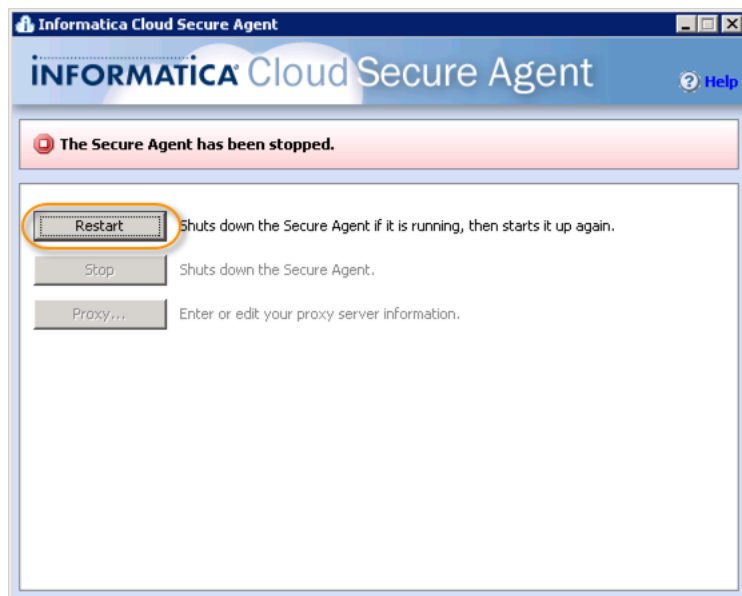 Informatica Cloud Secure Agent
INFORMATICA Cloud Secure Agent
Help
The Secure Agent has been stopped.
Restart Shuts down the Secure Agent if it is running, then starts it up again.
Stop Shuts down the Secure Agent.
Proxy... Enter or edit your proxy server information.